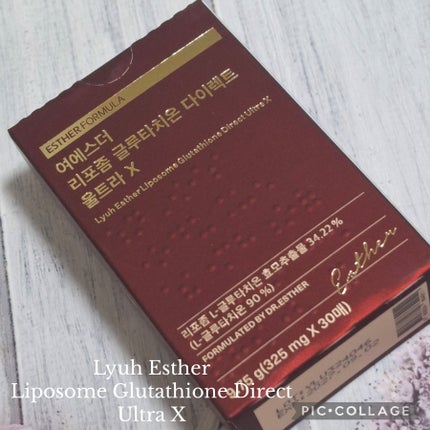 ESTHER FORMULA
여에스더
리포좀 글루타치온 다이렉트
울트라 X
Lyuh Esther Liposome Glutathione Direct Ultra X
리포좀 L-글루타치온 효모추출물 34.22 %
(L-글루타치온 90 %)
FORMULATED BY DR.ESTHER
Esther
9.75 g(325 mg X 30매)
Lyuh Esther
Liposome Glutathione Direct
Ultra X
PIC•COLLAGE